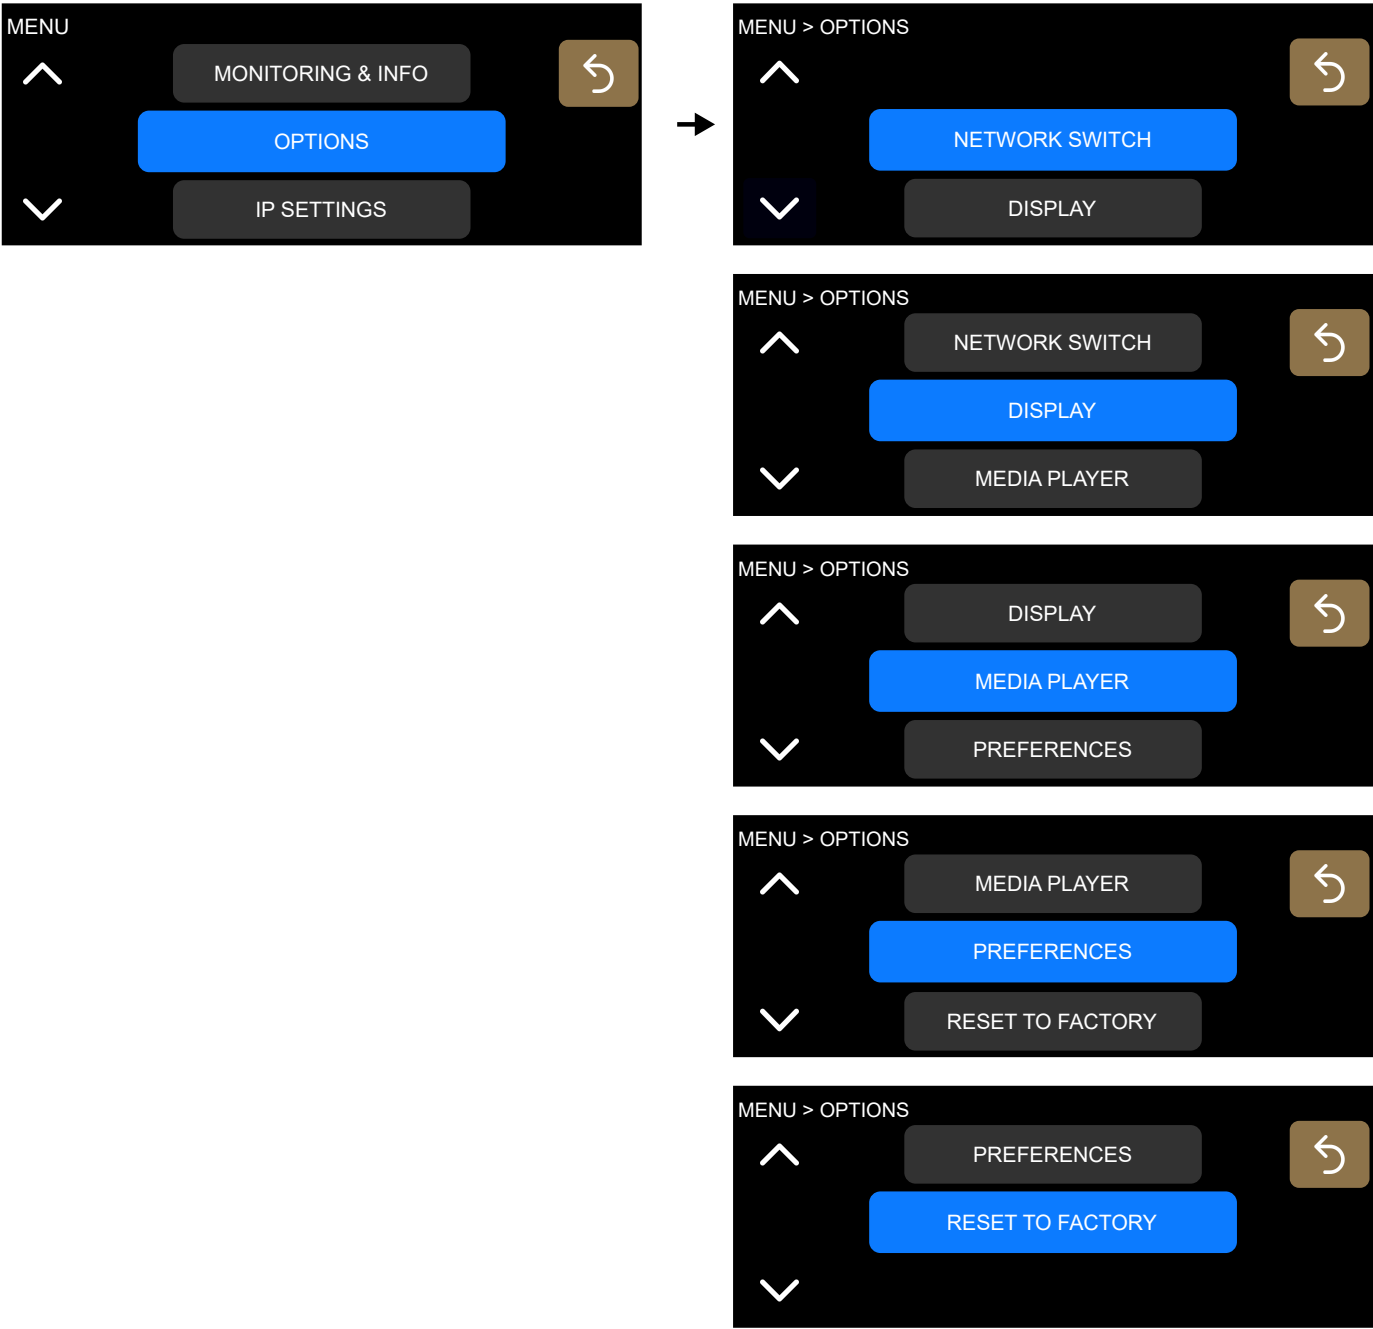 MENU
MONITORING & INFO
OPTIONS
IP SETTINGS
MENU > OPTIONS
NETWORK SWITCH
DISPLAY
MENU > OPTIONS
NETWORK SWITCH
DISPLAY
MEDIA PLAYER
MENU > OPTIONS
DISPLAY
MEDIA PLAYER
PREFERENCES
MENU > OPTIONS
MEDIA PLAYER
PREFERENCES
RESET TO FACTORY
MENU > OPTIONS
PREFERENCES
RESET TO FACTORY